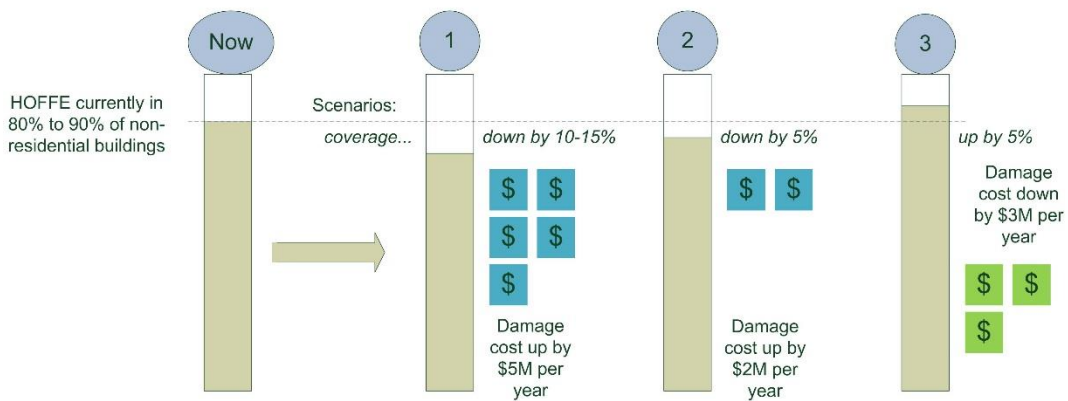 Now
1
2
3
HOFFE currently in
80% to 90% of non-
residential buildings
Scenarios:
coverage...
down by 10-15%
down by 5%
up by 5%
$ $
$ $
$
Damage
cost up by
$5M per
year
$ $
Damage
cost up by
$2M per
year
Damage
cost down
by $3M per
year
$ $
$